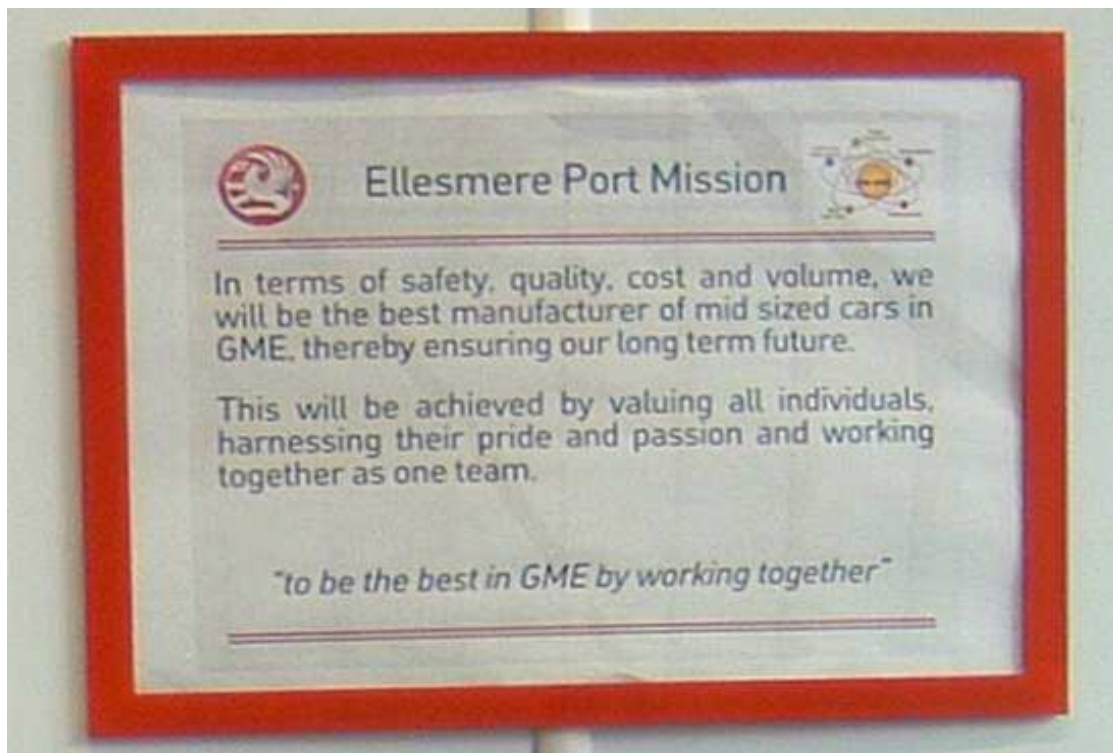 Ellesmere Port Mission
In terms of safety, quality, cost and volume, we
will be the best manufacturer of mid sized cars in
GME, thereby ensuring our long term future.
This will be achieved by valuing all individuals,
harnessing their pride and passion and working
together as one team.
"to be the best in GME by working together"